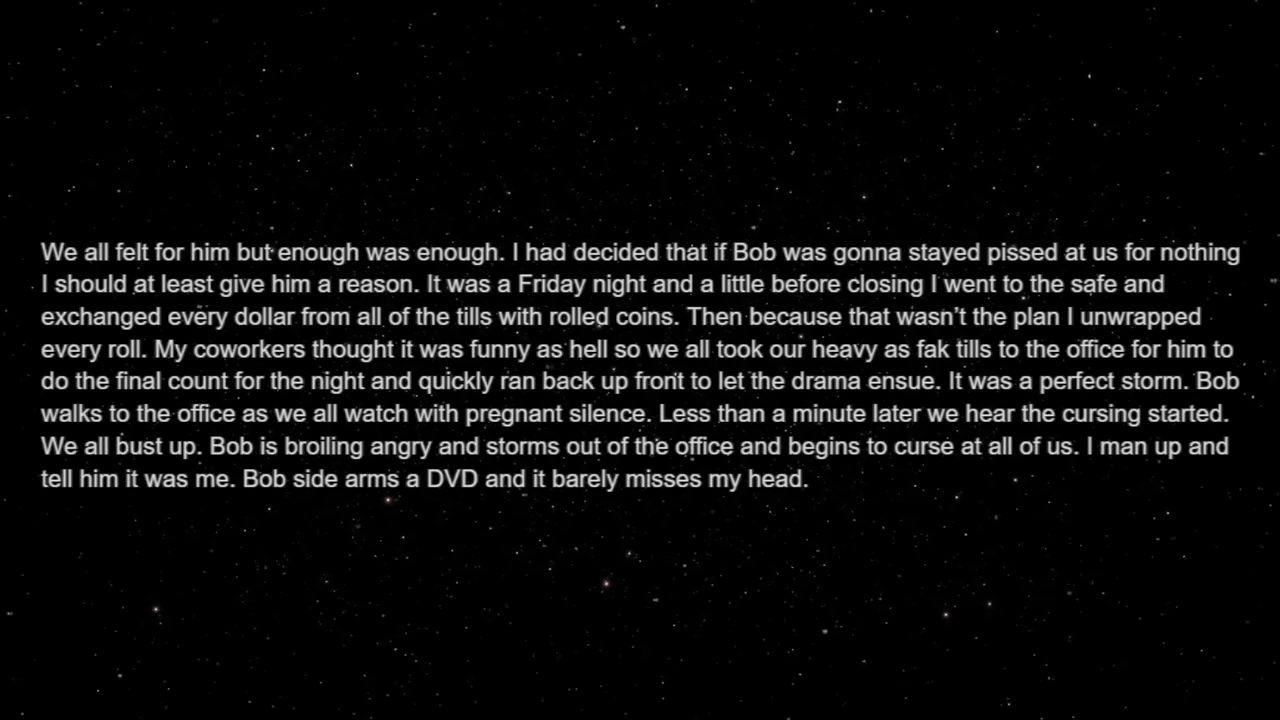 We all felt for him but enough was enough. I had decided that if Bob was gonna stayed pissed at us for nothing
I should at least give him a reason. It was a Friday night and a little before closing I went to the safe and
exchanged every dollar from all of the tills with rolled coins. Then because that wasn't the plan I unwrapped
every roll. My coworkers thought it was funny as hell so we all took our heavy as fak tills to the office for him to
do the final count for the night and quickly ran back up front to let the drama ensue. It was a perfect storm. Bob
walks to the office as we all watch with pregnant silence. Less than a minute later we hear the cursing started.
We all bust up. Bob is broiling angry and storms out of the office and begins to curse at all of us. I man up and
tell him it was me. Bob side arms a DVD and it barely misses my head.